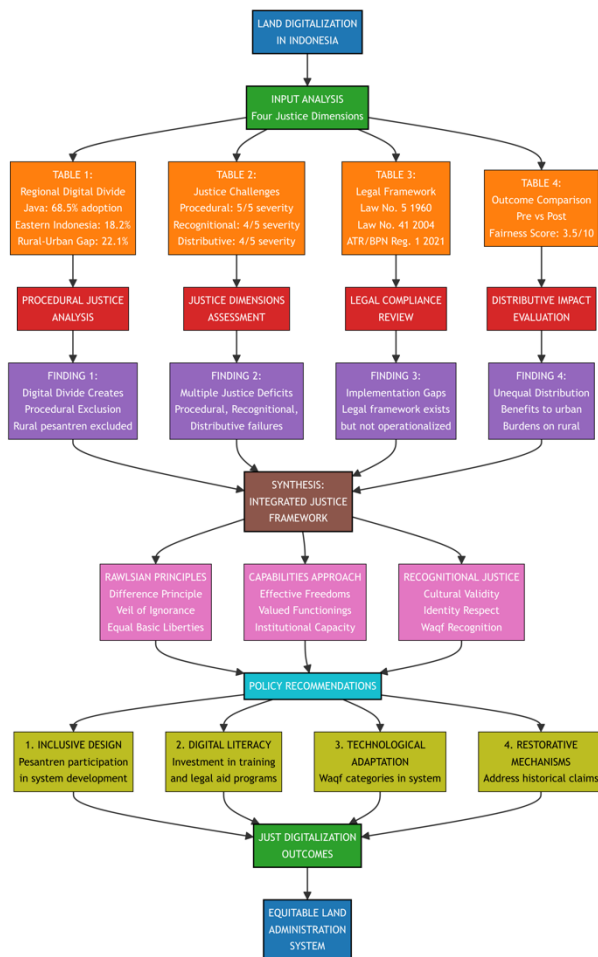 LAND DIGITALIZATION
IN INDONESIA
INPUT ANALYSIS
Four Justice Dimensions
TABLE 1:
Regional Digital Divide
Java: 68.5% adoption
Eastern Indonesia: 18.2%
Rural-Urban Gap: 22.1%
TABLE 2:
Justice Challenges
Procedural: 5/5 severity
Recognitional: 4/5 severity
Distributive: 4/5 severity
TABLE 3:
Legal Framework
Law No. 5 1960
Law No. 41 2004
ATR/BPN Reg. 1 2021
TABLE 4:
Outcome Comparison
Pre vs Post
Fairness Score: 3.5/10
PROCEDURAL JUSTICE
ANALYSIS
JUSTICE DIMENSIONS
ASSESSMENT
LEGAL COMPLIANCE
REVIEW
DISTRIBUTIVE IMPACT
EVALUATION
FINDING 1:
Digital Divide Creates
Procedural Exclusion
Rural pesantren excluded
FINDING 2:
Multiple Justice Deficits
Procedural, Recognitional,
Distributive failures
FINDING 3:
Implementation Gaps
Legal framework exists
but not operationalized
FINDING 4:
Unequal Distribution
Benefits to urban
Burdens on rural
SYNTHESIS:
INTEGRATED JUSTICE
FRAMEWORK
RAWLSIAN PRINCIPLES
Difference Principle
Veil of Ignorance
Equal Basic Liberties
CAPABILITIES APPROACH
Effective Freedoms
Valued Functionings
Institutional Capacity
RECOGNITIONAL JUSTICE
Cultural Validity
Identity Respect
Waqf Recognition
POLICY RECOMMENDATIONS
1. INCLUSIVE DESIGN
Pesantren participation
in system development
2. DIGITAL LITERACY
Investment in training
and legal aid programs
3. TECHNOLOGICAL
ADAPTATION
Waqf categories in system
4. RESTORATIVE
MECHANISMS
Address historical claims
JUST DIGITALIZATION
OUTCOMES
EQUITABLE LAND
ADMINISTRATION
SYSTEM